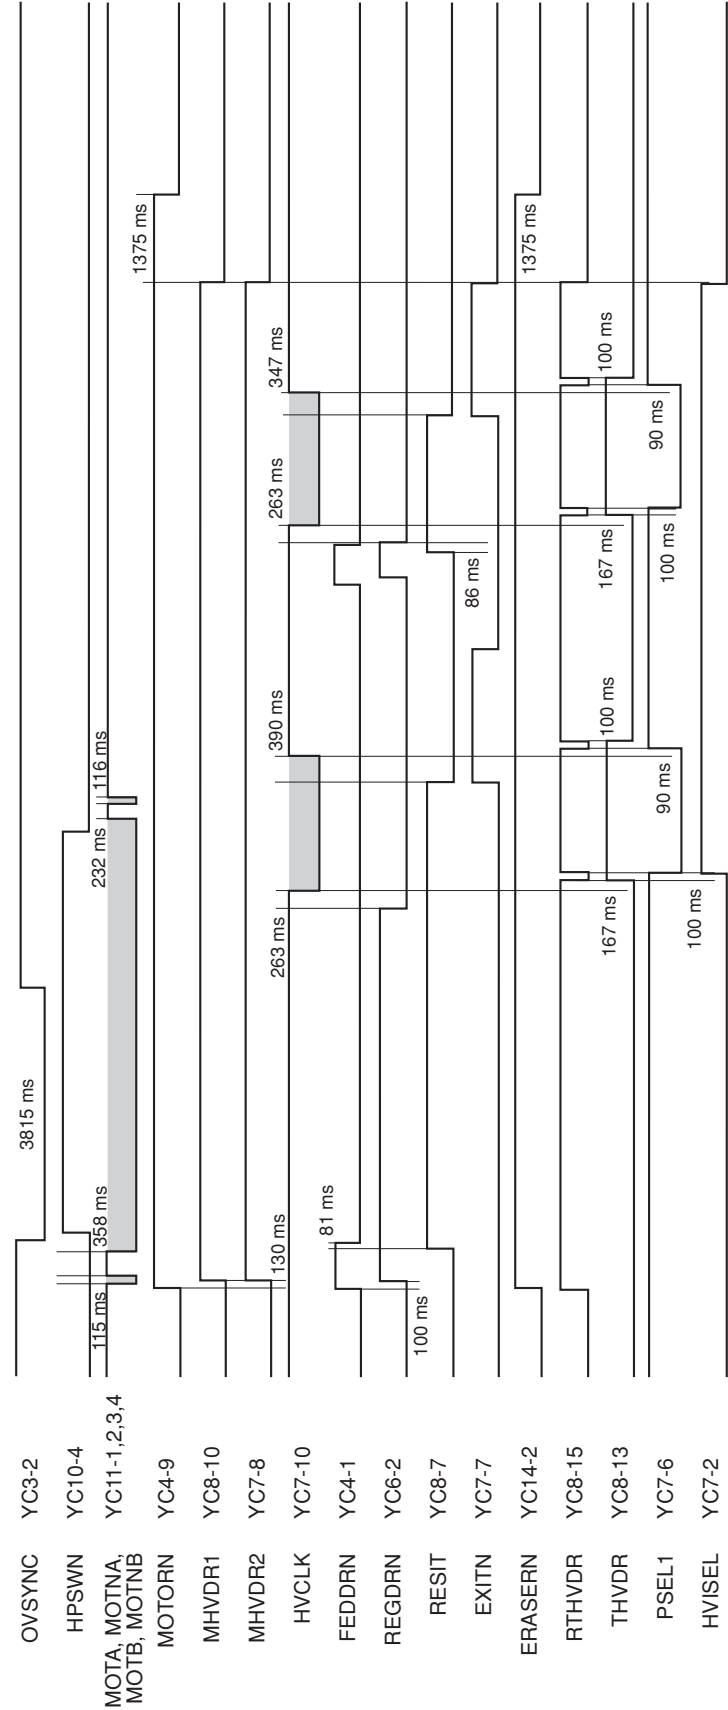 OVSYNC YC3-2
3815 ms
HPSWN YC10-4
MOTA, MOTNA,
MOTB, MOTNB
YC11-1,2,3,4
115 ms
358 ms
232 ms
116 ms
MOTORN YC4-9
1375 ms
MHVDR1 YC8-10
MHVDR2 YC7-8
130 ms
263 ms
390 ms
263 ms
347 ms
HVCLK YC7-10
FEDDRN YC4-1
81 ms
REGDRN YC6-2
100 ms
RESIT YC8-7
86 ms
EXITN YC7-7
ERASERN YC14-2
1375 ms
RTHVDR YC8-15
THVDR YC8-13
167 ms
100 ms
167 ms
100 ms
PSEL1 YC7-6
90 ms
100 ms
90 ms
HVISEL YC7-2
100 ms